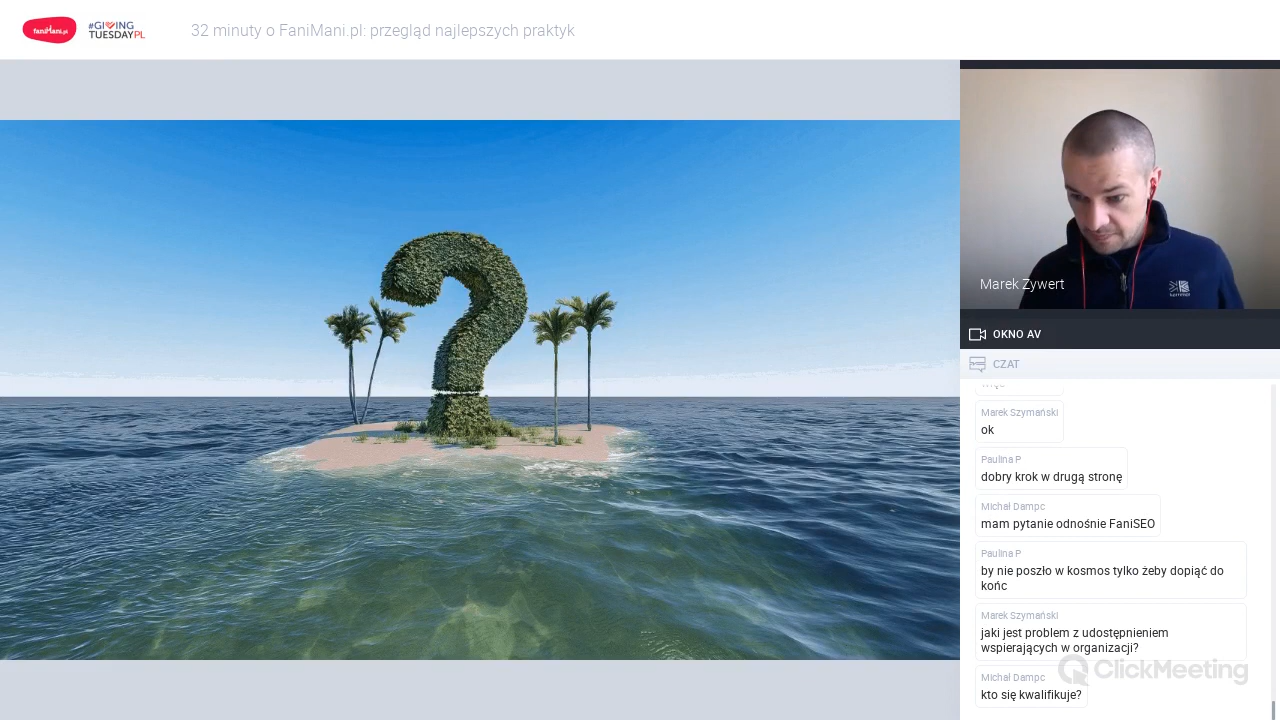 faniMani.pl
#GIVING
TUESDAYPL
32 minuty o FaniMani.pl: przegląd najlepszych praktyk
Marek Zywert
OKNO AV
CZAT
Marek Szymański
ok
Paulina P
dobry krok w drugą stronę
Michał Dampc
mam pytanie odnośnie FaniSEO
Paulina P
by nie poszło w kosmos tylko żeby dopiąć do
końc
Marek Szymański
jaki jest problem z udostępnieniem
wspierających w organizacji?
ClickMeeting
Michał Dampc
kto się kwalifikuje?